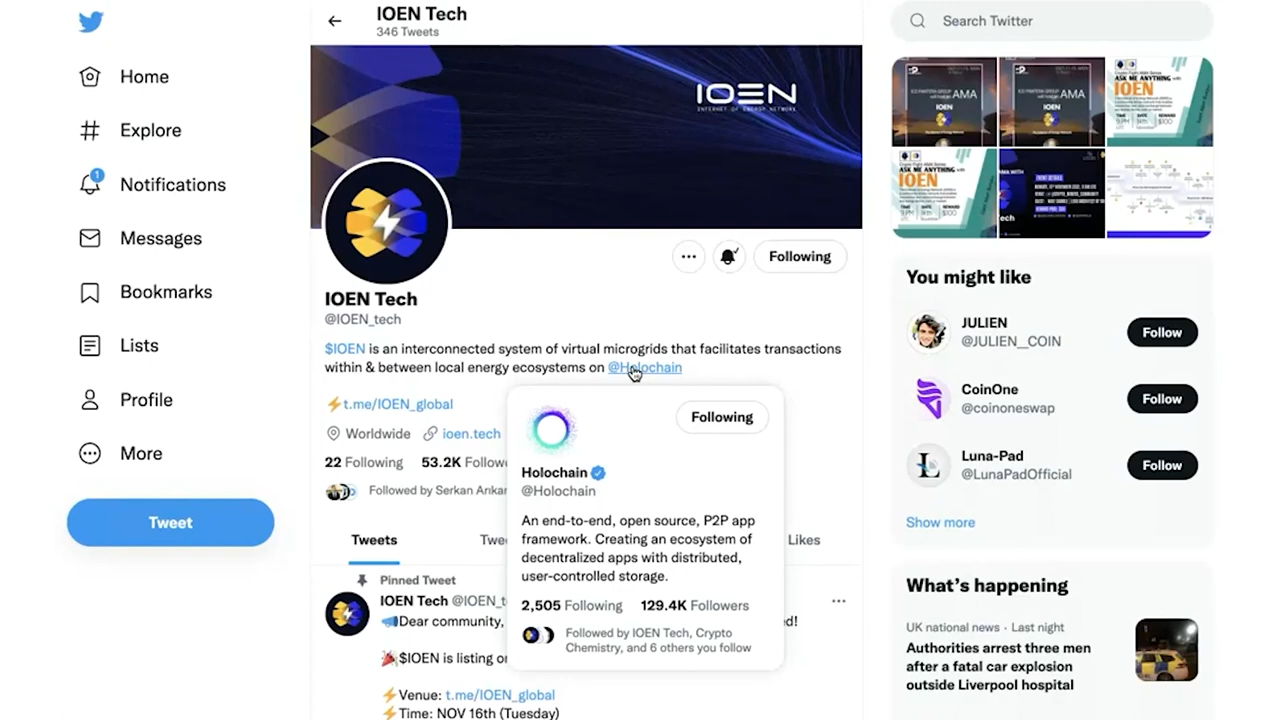 IOEN Tech
346 Tweets
Search Twitter
Home
Explore
1
Notifications
Messages
Bookmarks
Lists
Profile
More
Tweet
IOEN
INTERNET OF ENERGY NETWORK
Following
IOEN Tech
@IOEN_tech
$IOEN is an interconnected system of virtual microgrids that facilitates transactions
within & between local energy ecosystems on @Holochain
t.me/IOEN_global
Worldwide ioen.tech
22 Following 53.2K
Followed by Serkan
Tweets
Likes
Following
Holochain
@Holochain
An end-to-end, open source, P2P app
framework. Creating an ecosystem of
decentralized apps with distributed,
user-controlled storage.
2,505 Following 129.4K Followers
Followed by IOEN Tech, Crypto
Chemistry, and 6 others you follow
Pinned Tweet
IOEN Tech
Dear community,
$IOEN is listing
Venue: t.me/IOEN_global
Time: NOV 16th (Tuesday)
AMA
IOEN
AMA
IOEN
ASK ME ANYTHING WITH
IOEN
ASK ME ANYTHING WITH
IOEN
You might like
JULIEN
@JULIEN__COIN
Follow
CoinOne
@coinoneswap
Follow
Luna-Pad
@LunaPadOfficial
Follow
Show more
What's happening
UK national news · Last night
Authorities arrest three men
after a fatal car explosion
outside Liverpool hospital